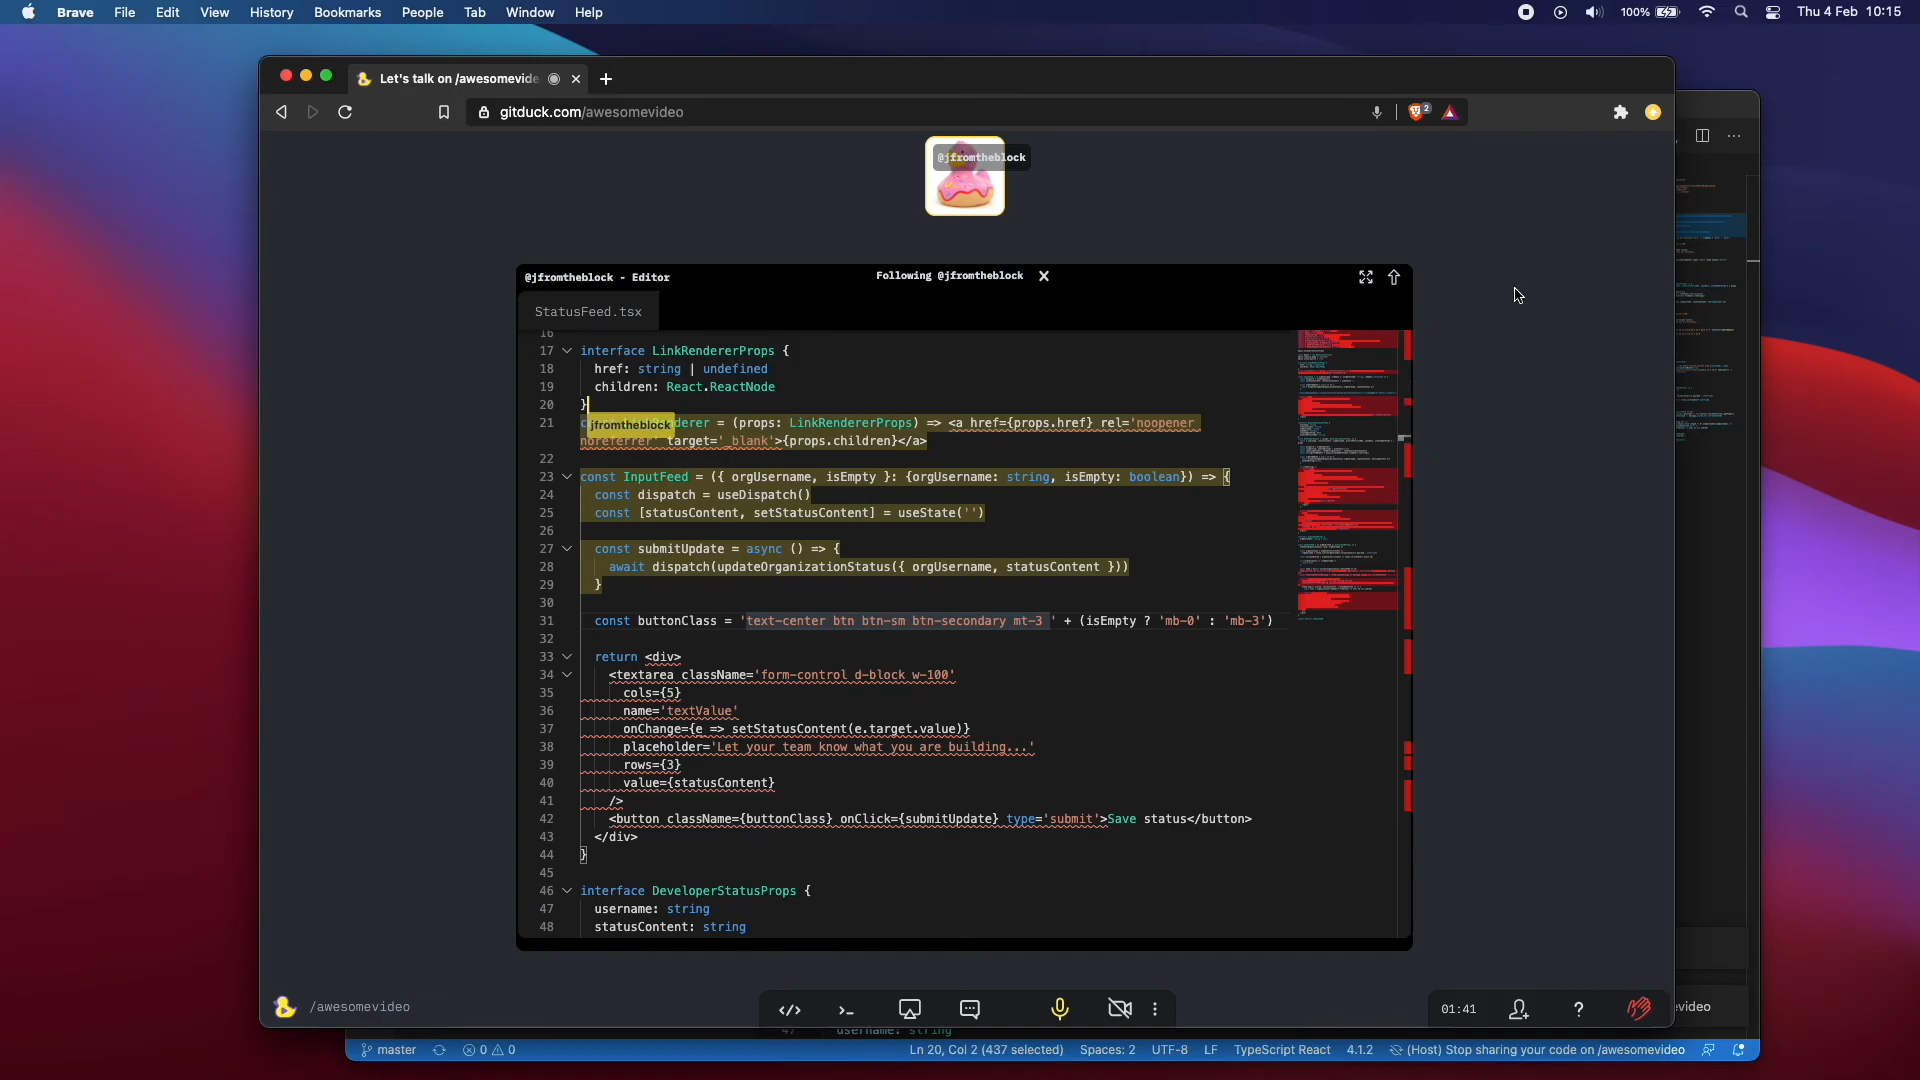 Brave File Edit View History Bookmarks People Tab Window Help
100% Thu 4 Feb 10:15
Let's talk on /awesomevide
gitduck.com/awesomevideo
2
@jfromtheblock
@jfromtheblock - Editor
Following @jfromtheblock
StatusFeed.tsx
16
17 interface LinkRendererProps {
18 href: string | undefined
19 children: React.ReactNode
20 }
jfromtheblock
21 derer = (props: LinkRendererProps) => <a href={props.href} rel='noopener
noreferrer' target='_blank'>{props.children}</a>
22
23 const InputFeed = ({ orgUsername, isEmpty }: {orgUsername: string, isEmpty: boolean}) => {
24 const dispatch = useDispatch()
25 const [statusContent, setStatusContent] = useState('')
26
27 const submitUpdate = async () => {
28 await dispatch(updateOrganizationStatus({ orgUsername, statusContent }))
29 }
30
31 const buttonClass = 'text-center btn btn-sm btn-secondary mt-3 ' + (isEmpty ? 'mb-0' : 'mb-3')
32
33 return <div>
34 <textarea className='form-control d-block w-100'
35 cols={5}
36 name='textValue'
37 onChange={e => setStatusContent(e.target.value)}
38 placeholder='Let your team know what you are building...'
39 rows={3}
40 value={statusContent}
41 />
42 <button className={buttonClass} onClick={submitUpdate} type='submit'>Save status</button>
43 </div>
44 }
45
46 interface DeveloperStatusProps {
47 username: string
48 statusContent: string
/awesomevideo
01:41
?
video
47 username: string
master 0 0 Ln 20, Col 2 (437 selected) Spaces: 2 UTF-8 LF TypeScript React 4.1.2 (Host) Stop sharing your code on /awesomevideo